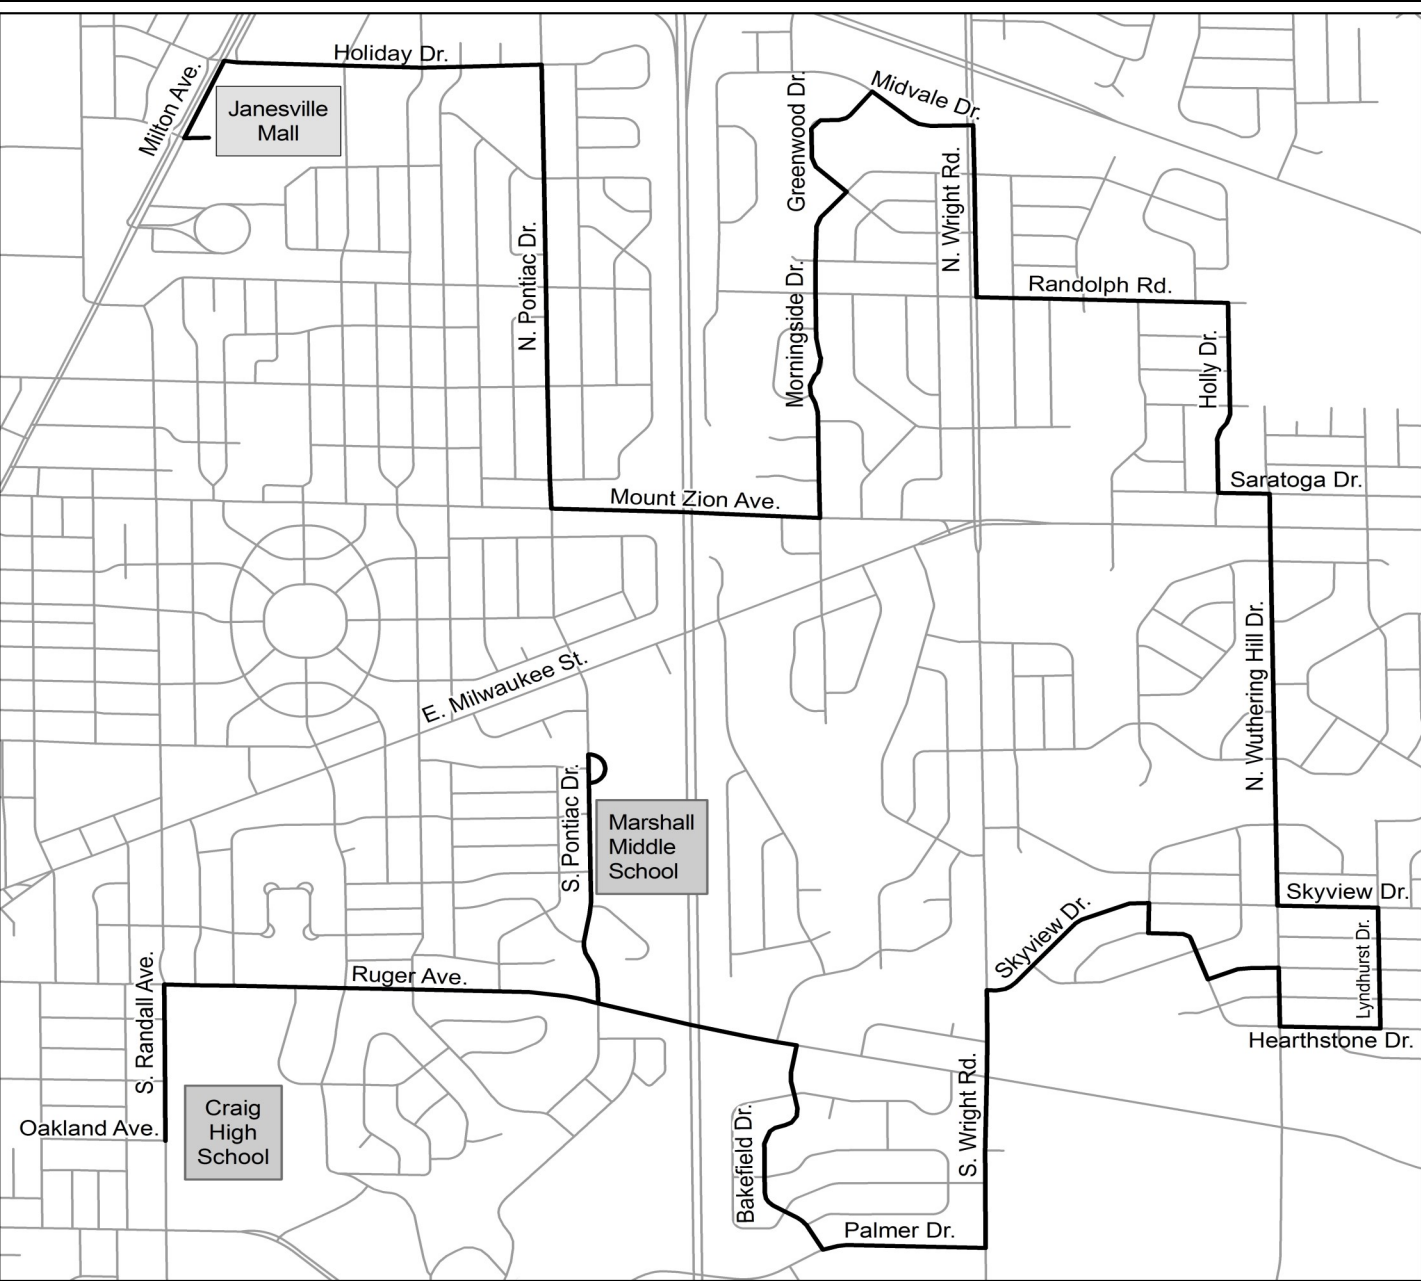 Holiday Dr.
Milton Ave.
Janesville
Mall
Greenwood Dr.
Midvale Dr.
N. Wright Rd.
N. Pontiac Dr.
Morningside Dr.
Randolph Rd.
Holly Dr.
Saratoga Dr.
Mount Zion Ave.
E. Milwaukee St.
N. Wuthering Hill Dr.
S. Pontiac Dr.
Marshall
Middle
School
Skyview Dr.
Skyview Dr.
Lyndhurst Dr.
Ruger Ave.
S. Randall Ave.
Hearthstone Dr.
S. Wright Rd.
Bakefield Dr.
Craig
High
School
Oakland Ave.
Palmer Dr.